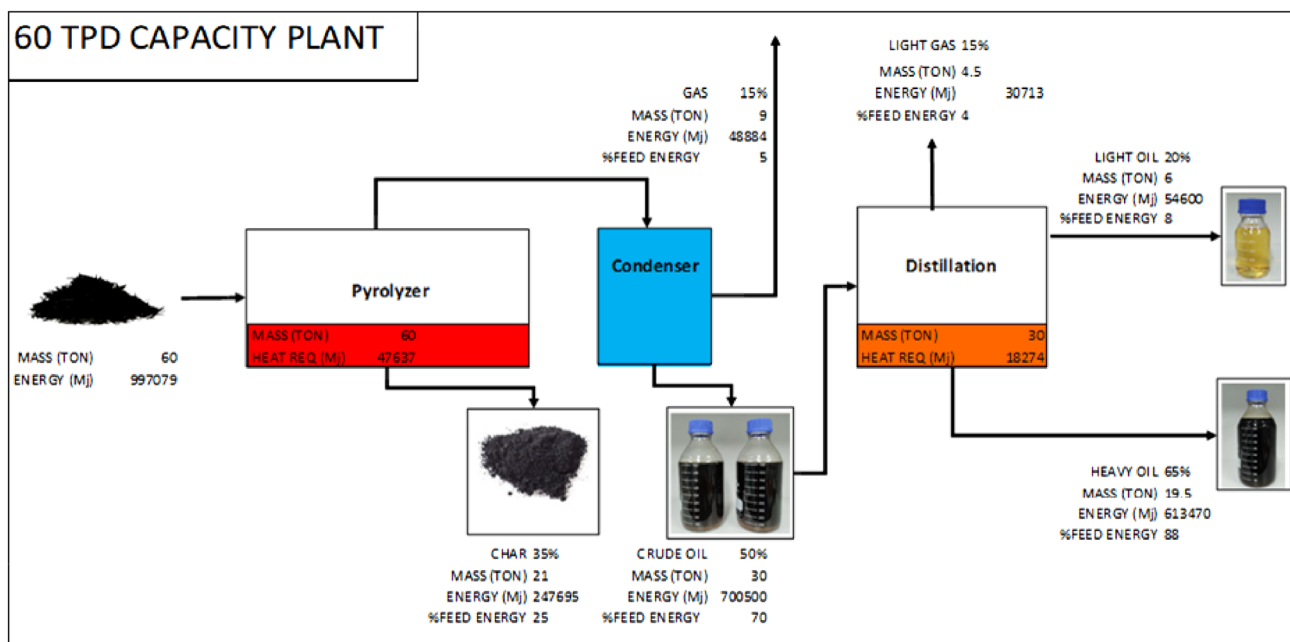 60 TPD CAPACITY PLANT
GAS 15%
MASS (TON) 9
ENERGY (Mj) 48884
%FEED ENERGY 5
LIGHT GAS 15%
MASS (TON) 4.5
ENERGY (Mj) 30713
%FEED ENERGY 4
LIGHT OIL 20%
MASS (TON) 6
ENERGY (Mj) 54600
%FEED ENERGY 8
Pyrolyzer
MASS (TON) 60
HEAT REQ (Mj) 47637
Condenser
Distillation
MASS (TON) 30
HEAT REQ (Mj) 18274
MASS (TON) 60
ENERGY (Mj) 997079
CHAR 35%
MASS (TON) 21
ENERGY (Mj) 247695
%FEED ENERGY 25
CRUDE OIL 50%
MASS (TON) 30
ENERGY (Mj) 700500
%FEED ENERGY 70
HEAVY OIL 65%
MASS (TON) 19.5
ENERGY (Mj) 613470
%FEED ENERGY 88